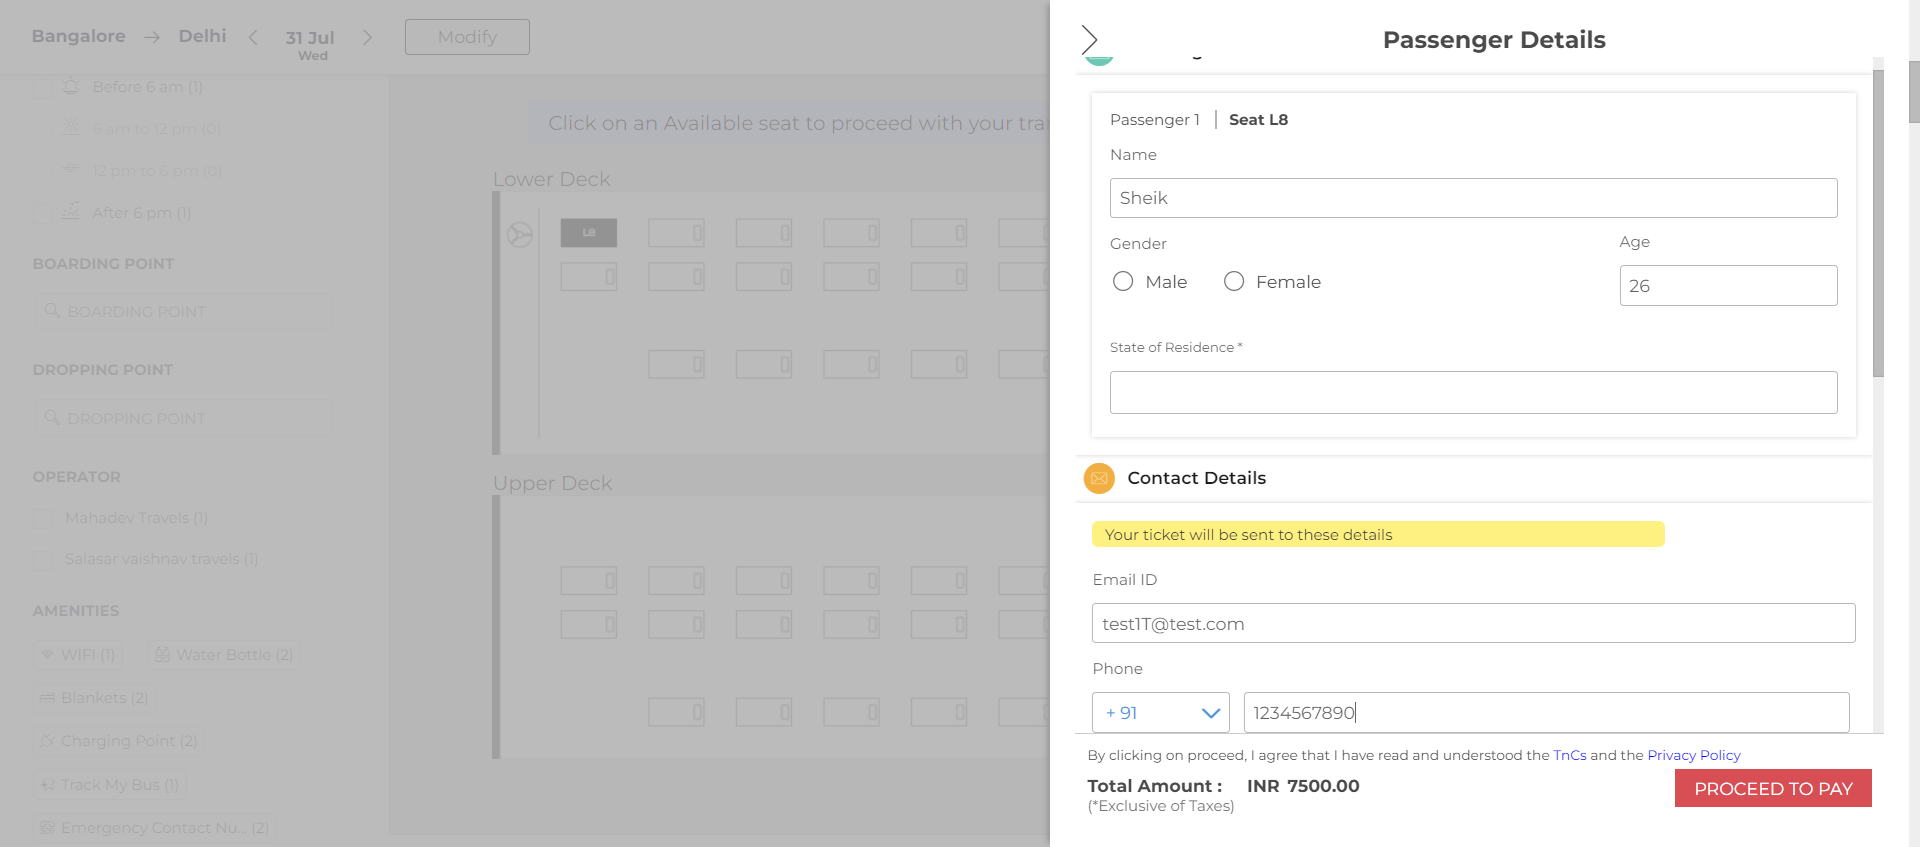 Bangalore → Delhi
31 Jul
Wed
Modify
Before 6 am (1)
6 am to 12 pm (0)
12 pm to 6 pm (0)
After 6 pm (1)
BOARDING POINT
BOARDING POINT
DROPPING POINT
DROPPING POINT
OPERATOR
Mahadev Travels (1)
Salasar vaishnav travels (1)
AMENITIES
WIFI (1)
Water Bottle (2)
Blankets (2)
Charging Point (2)
Track My Bus (1)
Emergency Contact Nu... (2)
Click on an Available seat to proceed with your
Lower Deck
L8
Upper Deck
Passenger Details
Passenger 1 | Seat L8
Name
Sheik
Gender
Age
Male
Female
26
State of Residence *
Contact Details
Your ticket will be sent to these details
Email ID
test1T@test.com
Phone
+ 91
1234567890
By clicking on proceed, I agree that I have read and understood the TnCs and the Privacy Policy
Total Amount : INR 7500.00
(*Exclusive of Taxes)
PROCEED TO PAY